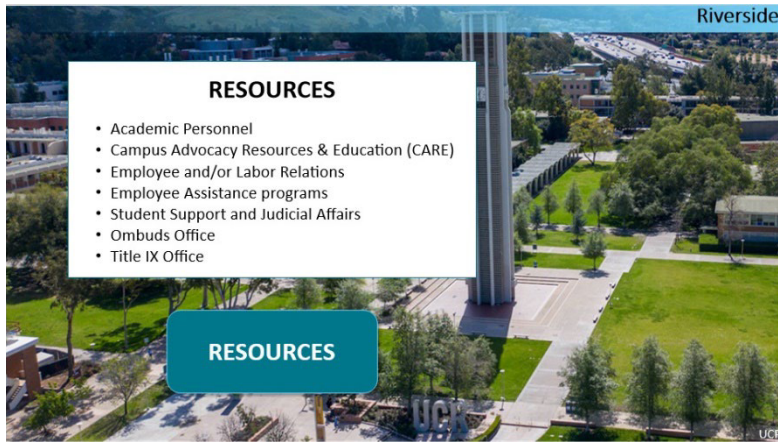 Riverside
RESOURCES
• Academic Personnel
• Campus Advocacy Resources & Education (CARE)
• Employee and/or Labor Relations
• Employee Assistance programs
• Student Support and Judicial Affairs
• Ombuds Office
• Title IX Office
RESOURCES
UCR
UCR